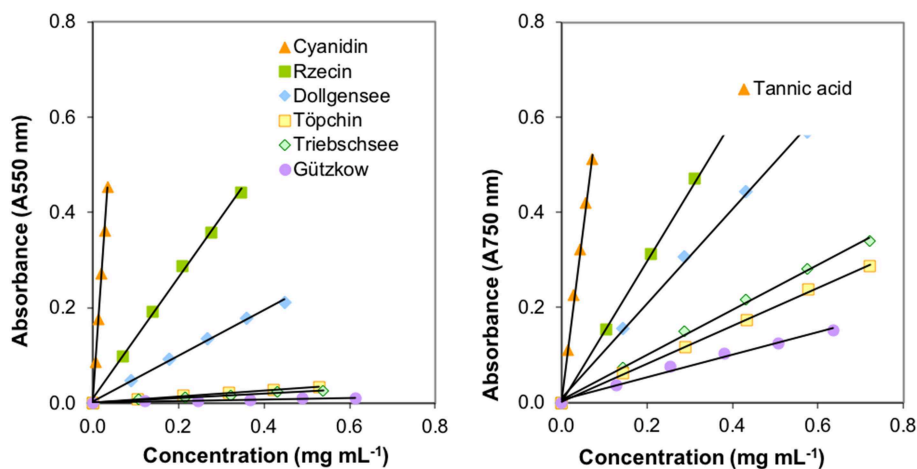 0.8
0.6
0.4
0.2
0.0
Absorbance (A550 nm)
Cyanidin
Rzecin
Dollgensee
Töpchin
Triebschsee
Gützkow
0.0 0.2 0.4 0.6 0.8
Concentration (mg mL-1)
0.8
0.6
0.4
0.2
0.0
Absorbance (A750 nm)
Tannic acid
0.0 0.2 0.4 0.6 0.8
Concentration (mg mL-1)